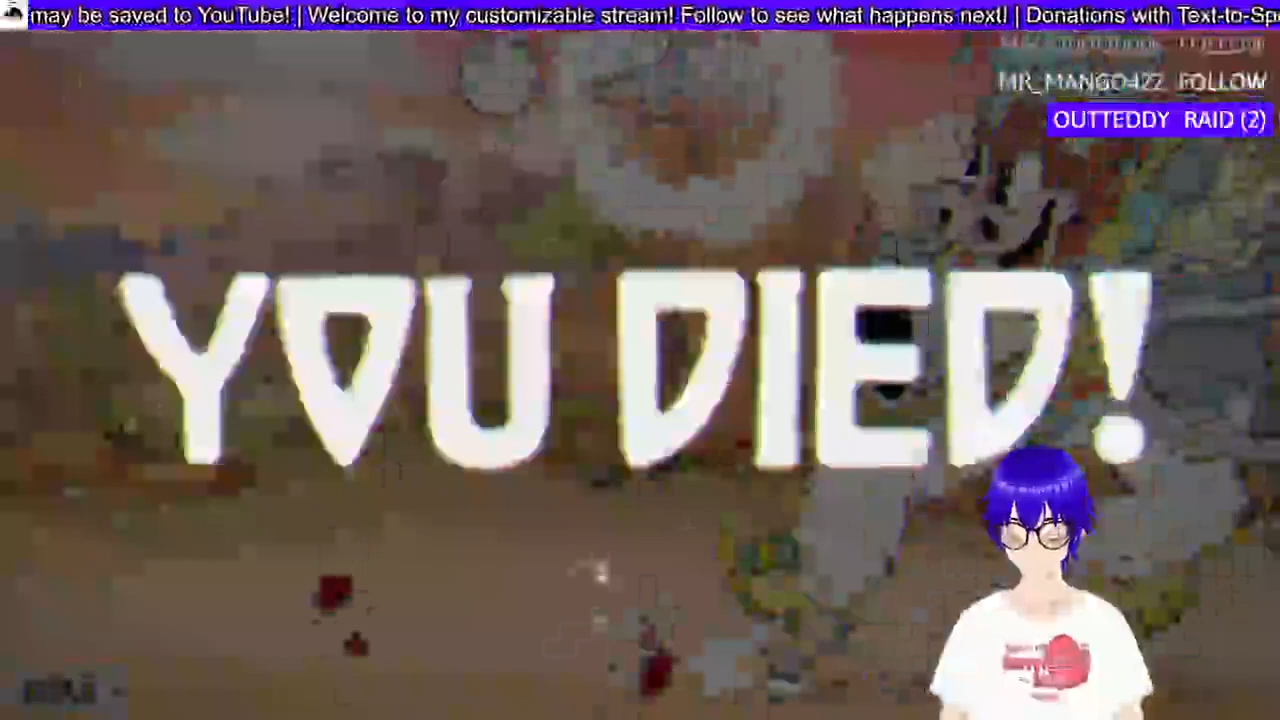 may be saved to YouTube! | Welcome to my customizable stream! Follow to see what happens next! | Donations with Text-to-Sp
MR_MANGO422 FOLLOW
OUTTEDDY RAID (2)
YOU DIED!